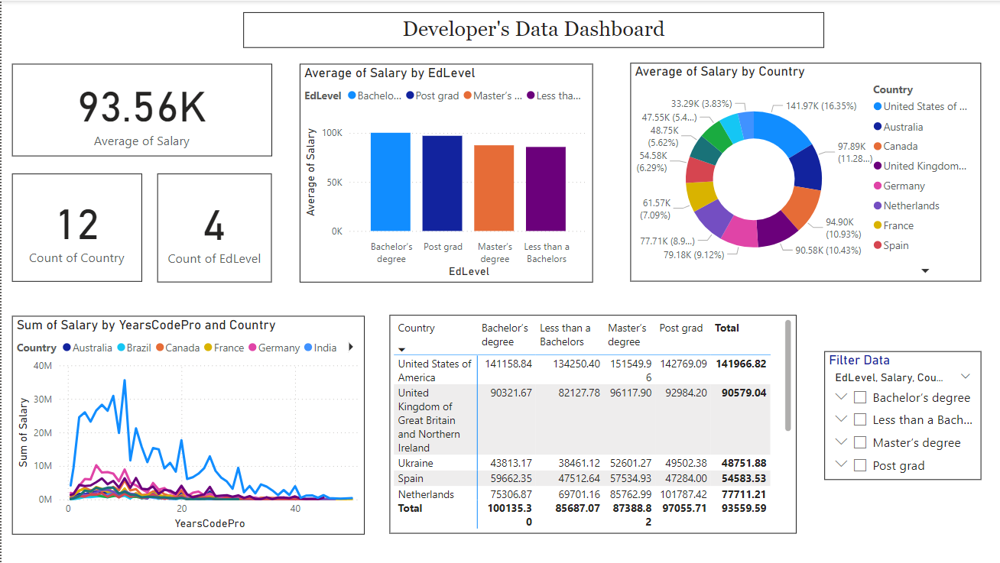 Developer's Data Dashboard
93.56K
Average of Salary
12
Count of Country
4
Count of EdLevel
Average of Salary by EdLevel
EdLevel Bachelo... Post grad Master's ... Less tha...
Average of Salary
100K
50K
0K
Bachelor's degree
Post grad
Master's degree
Less than a Bachelors
EdLevel
Average of Salary by Country
141.97K (16.35%)
97.89K
(11.28...)
94.90K
(10.93%)
90.58K (10.43%)
79.18K (9.12%)
77.71K (8.9...)
61.57K
(7.09%)
54.58K
(6.29%)
48.75K
(5.62%)
47.55K (5.4...)
33.29K (3.83%)
Country
United States of ...
Australia
Canada
United Kingdom...
Germany
Netherlands
France
Spain
Sum of Salary by YearsCodePro and Country
Country Australia Brazil Canada France Germany India
Sum of Salary
40M
30M
20M
10M
0M
0 20 40
YearsCodePro
Country Bachelor's degree Less than a Bachelors Master's degree Post grad Total
United States of America 141158.84 134250.40 151549.96 142769.09 141966.82
United Kingdom of Great Britain and Northern Ireland 90321.67 82127.78 96117.90 92984.20 90579.04
Ukraine 43813.17 38461.12 52601.27 49502.38 48751.88
Spain 59662.35 47512.64 57534.93 47284.00 54583.53
Netherlands 75306.87 69701.16 85762.99 101787.42 77711.21
Total 100135.30 85687.07 87388.82 97055.71 93559.59
Filter Data
EdLevel, Salary, Cou...
Bachelor's degree
Less than a Bach...
Master's degree
Post grad